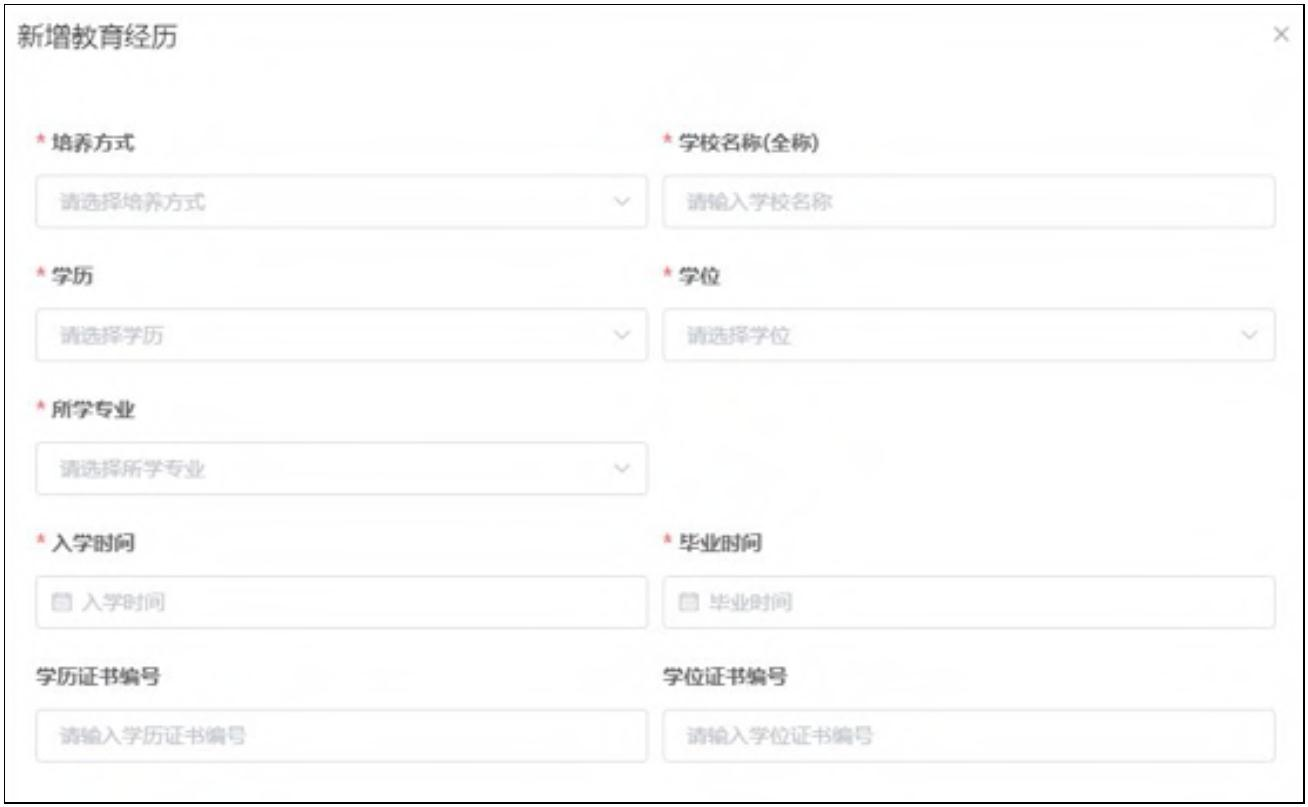 新增教育经历
* 培养方式
* 学校名称(全称)
请选择培养方式
请输入学校名称
* 学历
* 学位
请选择学历
请选择学位
* 所学专业
请选择所学专业
* 入学时间
* 毕业时间
入学时间
毕业时间
学历证书编号
学位证书编号
请输入学历证书编号
请输入学位证书编号